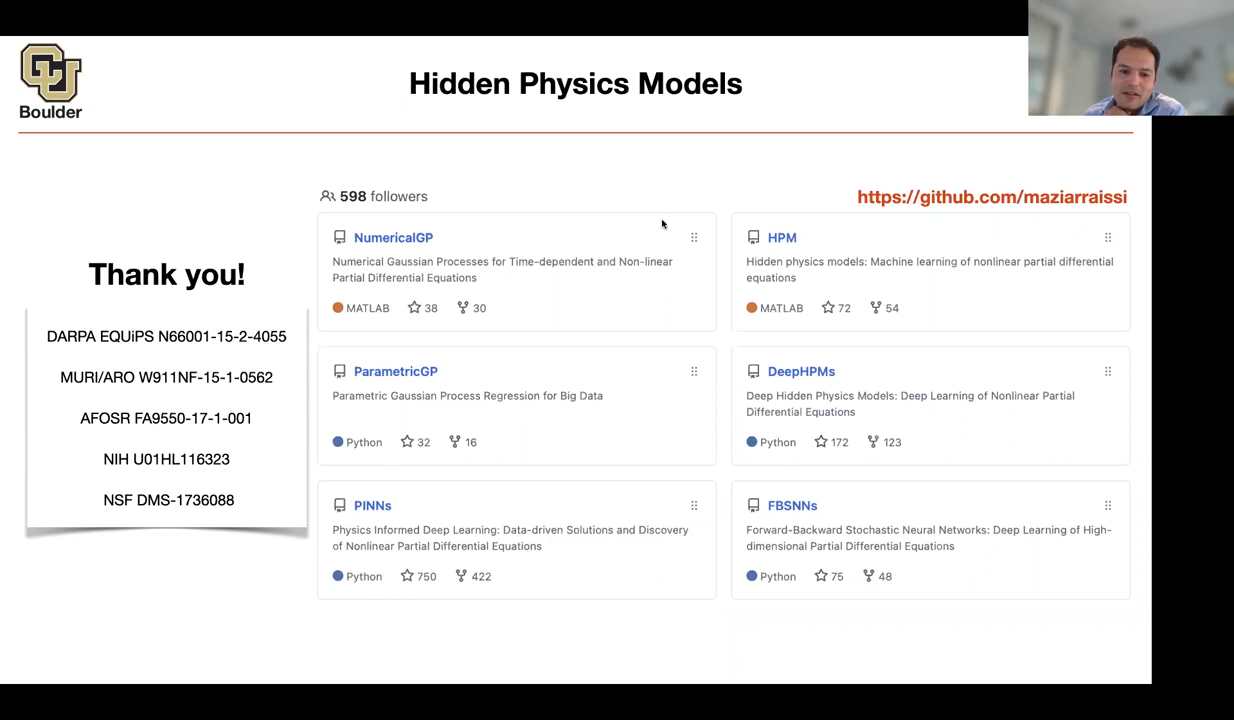 CU
Boulder
Hidden Physics Models
Thank you!
DARPA EQUiPS N66001-15-2-4055
MURI/ARO W911NF-15-1-0562
AFOSR FA9550-17-1-001
NIH U01HL116323
NSF DMS-1736088
598 followers
https://github.com/maziarraissi
NumericalGP
Numerical Gaussian Processes for Time-dependent and Non-linear
Partial Differential Equations
MATLAB 38 30
HPM
Hidden physics models: Machine learning of nonlinear partial differential
equations
MATLAB 72 54
ParametricGP
Parametric Gaussian Process Regression for Big Data
Python 32 16
DeepHPMs
Deep Hidden Physics Models: Deep Learning of Nonlinear Partial
Differential Equations
Python 172 123
PINNs
Physics Informed Deep Learning: Data-driven Solutions and Discovery
of Nonlinear Partial Differential Equations
Python 750 422
FBSNNs
Forward-Backward Stochastic Neural Networks: Deep Learning of High-
dimensional Partial Differential Equations
Python 75 48